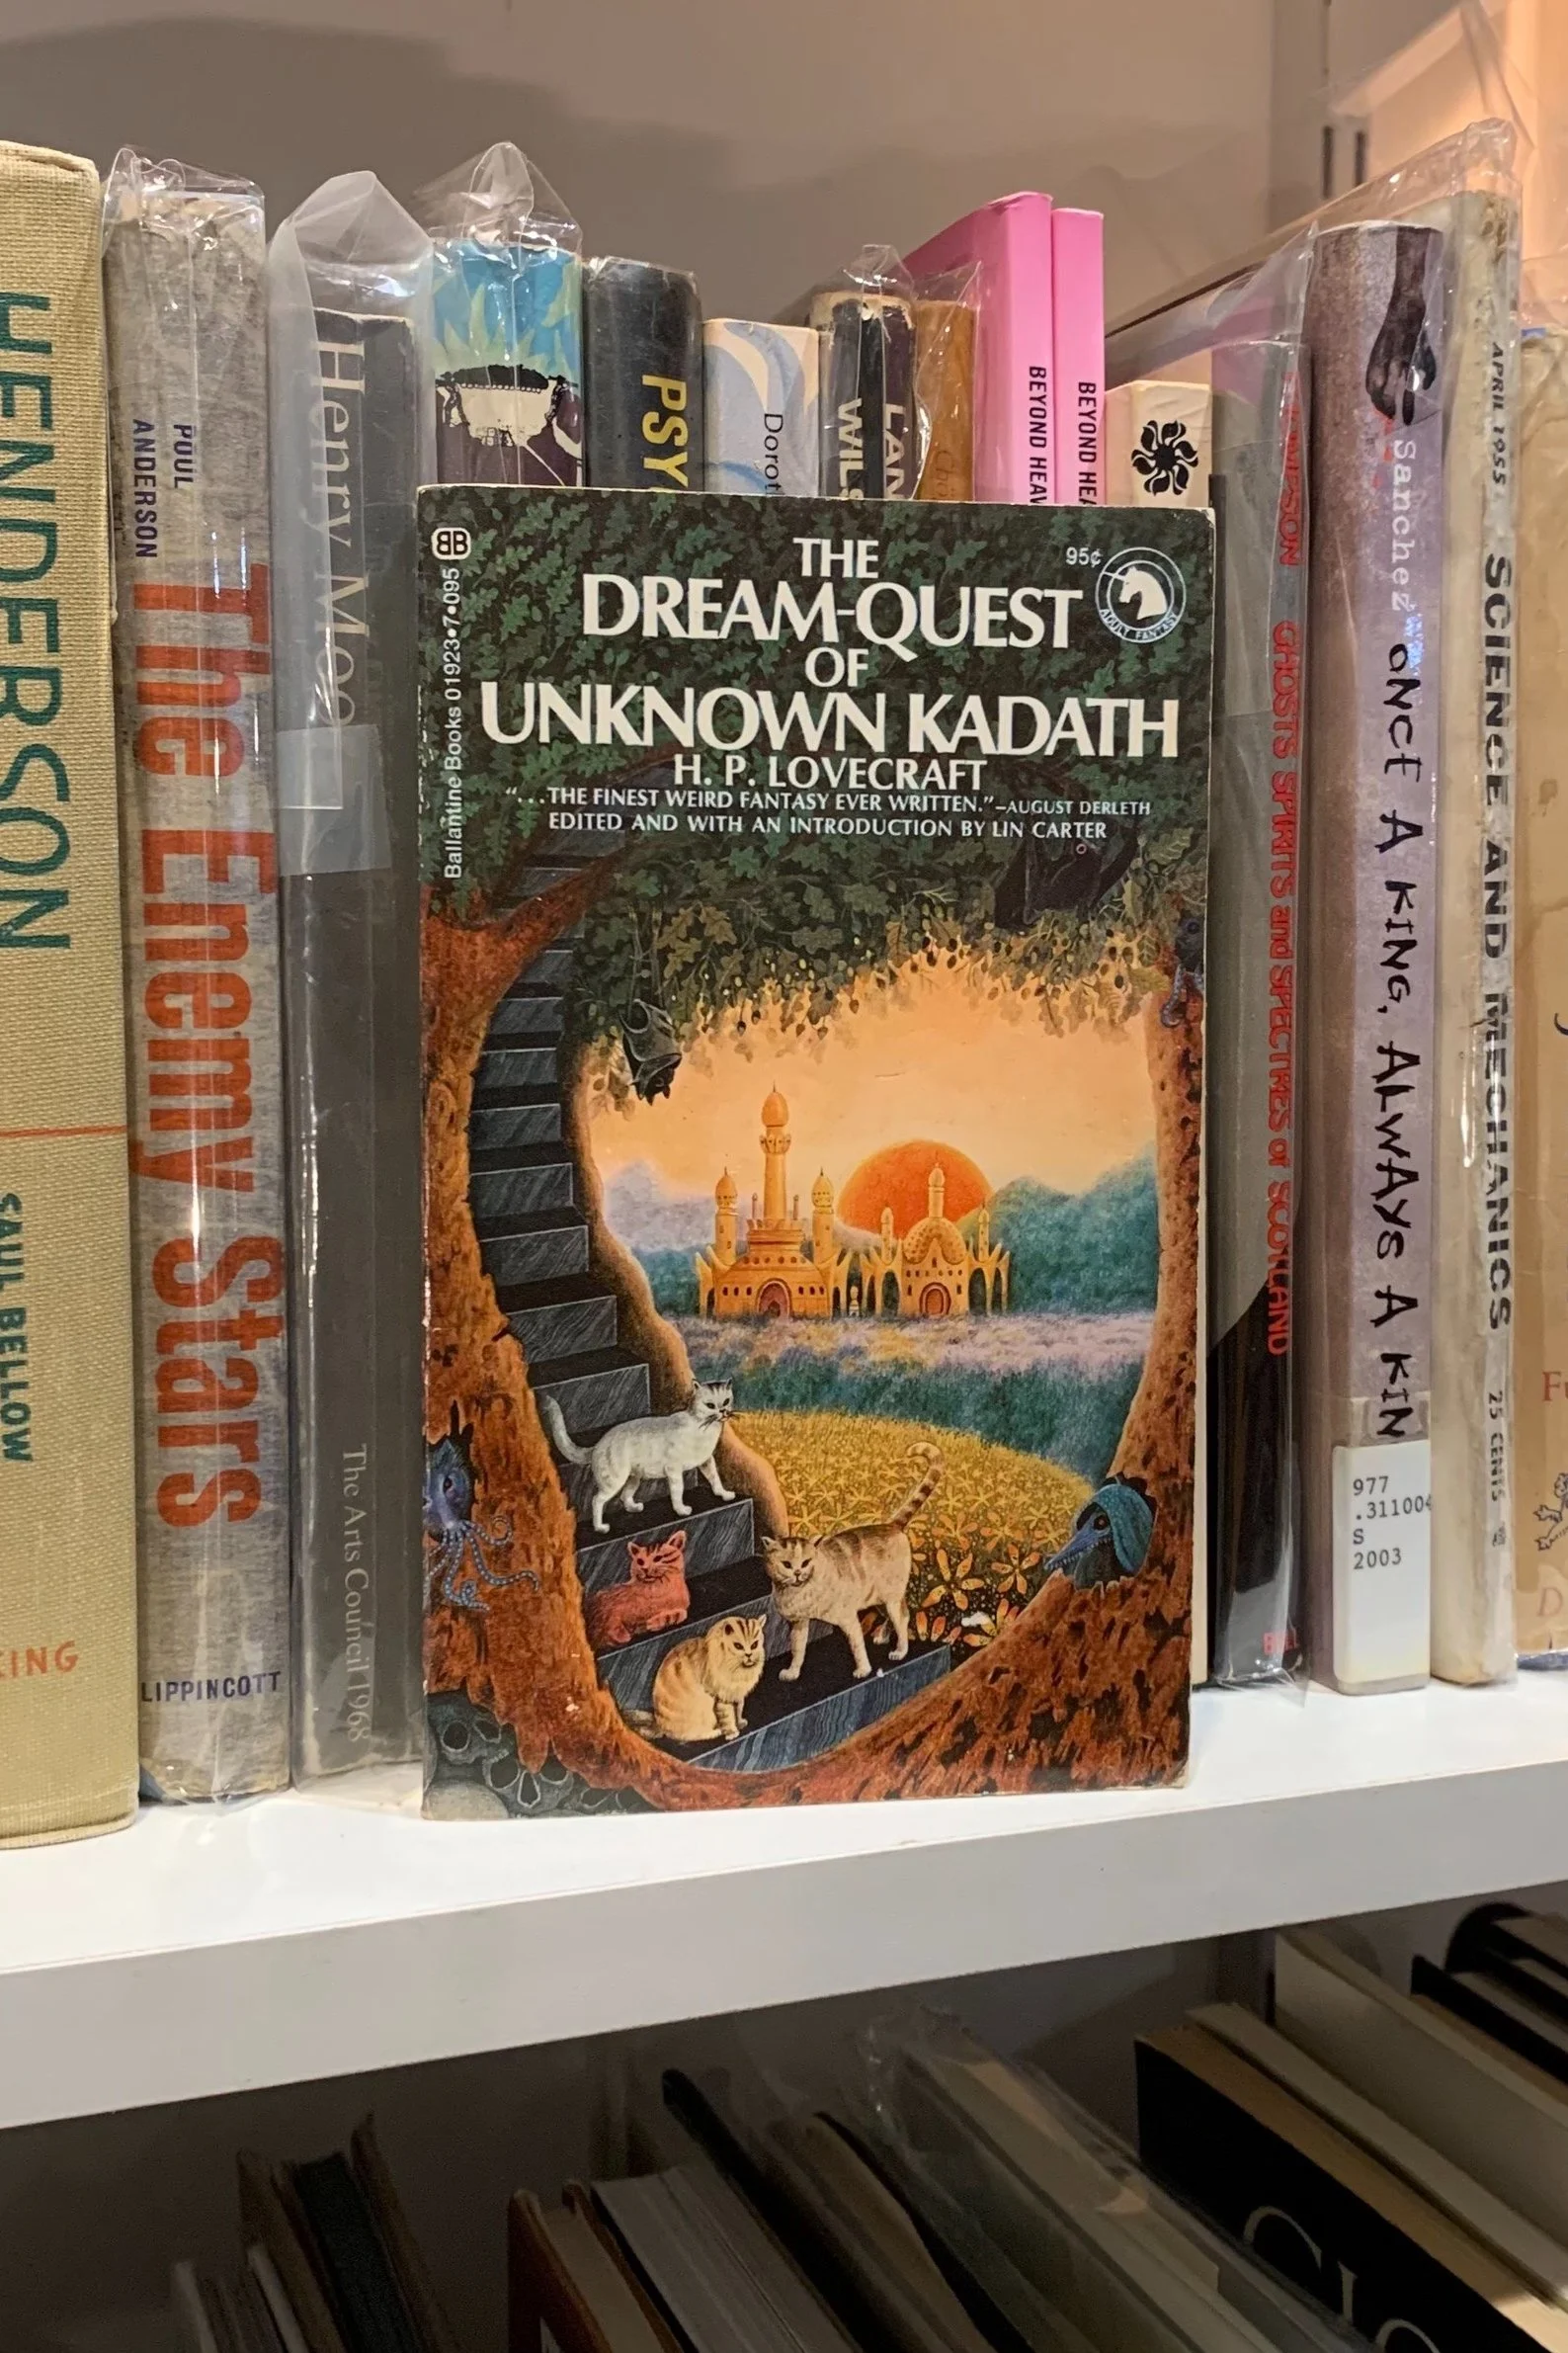 HENDERSON
SAUL BELLOW
POUL
ANDERSON
The Enemy Stars
LIPPINCOTT
Henry Moore
The Arts Council 1968
PSY
WILS
LAN
BEYOND HEAV
BEYOND HEA
BB
Ballantine Books 01923•7•095
95¢
ADULT FANTASY
THE
DREAM-QUEST
OF
UNKNOWN KADATH
H. P. LOVECRAFT
"...THE FINEST WEIRD FANTASY EVER WRITTEN."—AUGUST DERLETH
EDITED AND WITH AN INTRODUCTION BY LIN CARTER
GHOSTS SPIRITS and SPECTRES of SCOTLAND
Sanchez
ONCE A KING, ALWAYS A KIN
977
.311004
S
2003
APRIL 1955
SCIENCE AND MECHANICS
25 CENTS